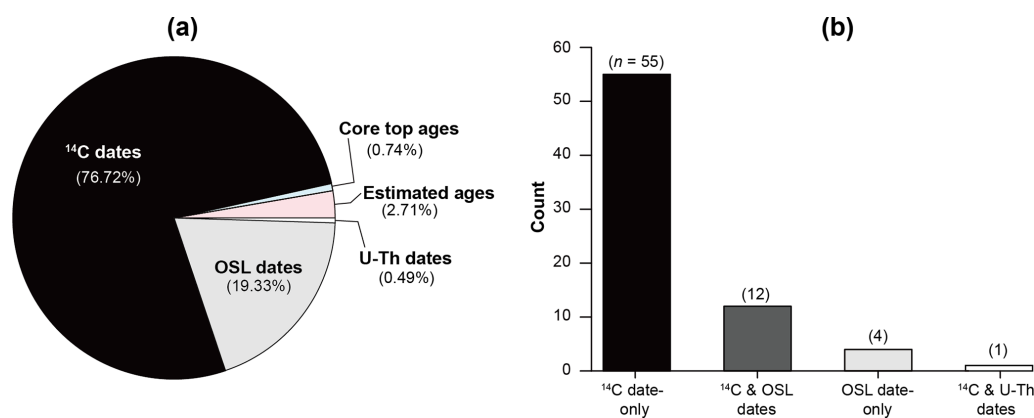 (a)
¹⁴C dates
(76.72%)
Core top ages
(0.74%)
Estimated ages
(2.71%)
U-Th dates
(0.49%)
OSL dates
(19.33%)
(b)
Count
60
50
40
30
20
10
0
(n = 55)
(12)
(4)
(1)
¹⁴C date-
only
¹⁴C & OSL
dates
OSL date-
only
¹⁴C & U-Th
dates